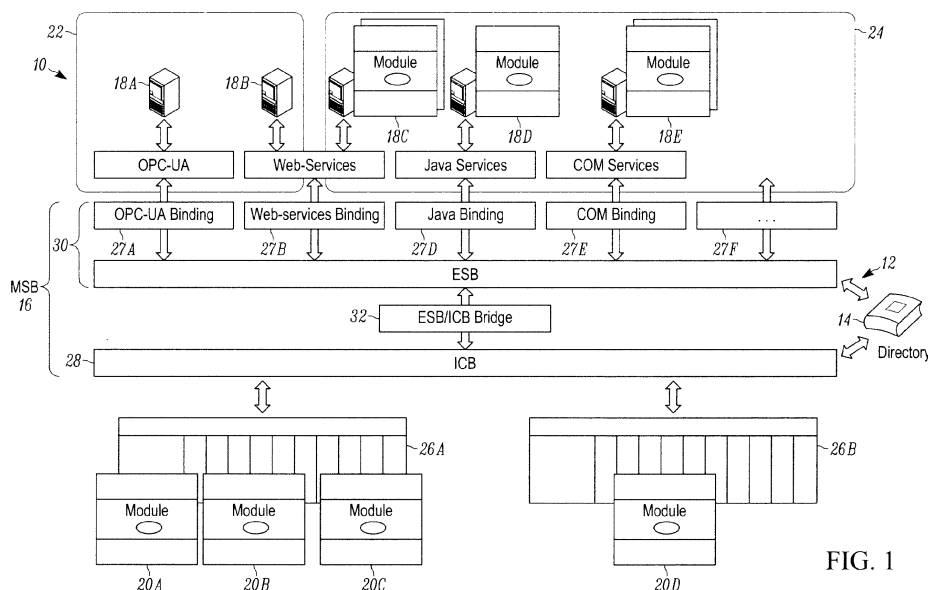 22
24
10
18A
18B
Module
Module
Module
18C
18D
18E
OPC-UA
Web-Services
Java Services
COM Services
OPC-UA Binding
Web-services Binding
Java Binding
COM Binding
. . .
30
27A
27B
27D
27E
27F
ESB
12
MSB
16
32
ESB/ICB Bridge
14
Directory
28
ICB
26A
26B
Module
Module
Module
Module
20A
20B
20C
20D
FIG. 1